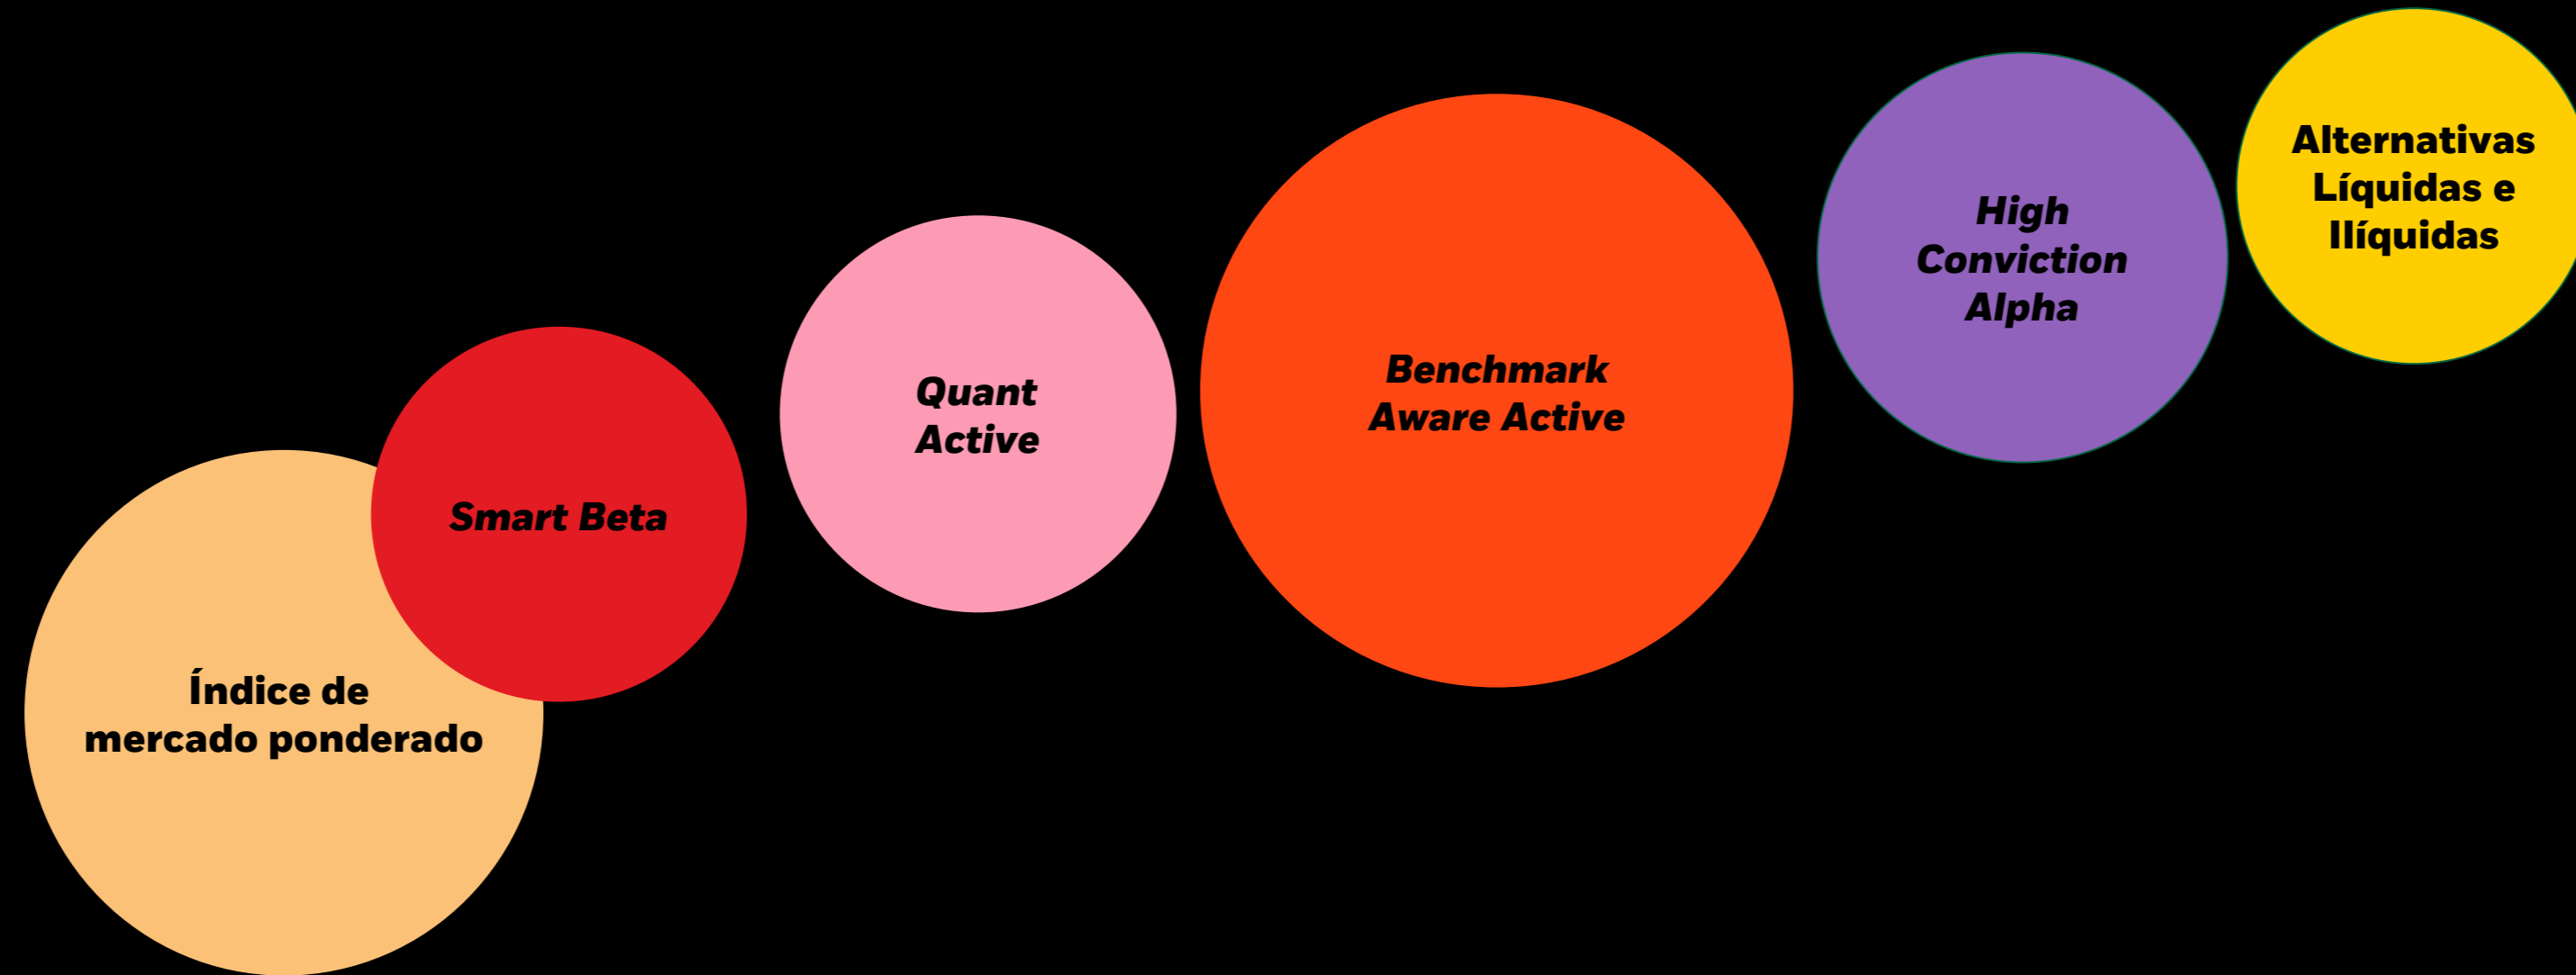 Índice de
mercado ponderado
Smart Beta
Quant
Active
Benchmark
Aware Active
High
Conviction
Alpha
Alternativas
Líquidas e
Ilíquidas